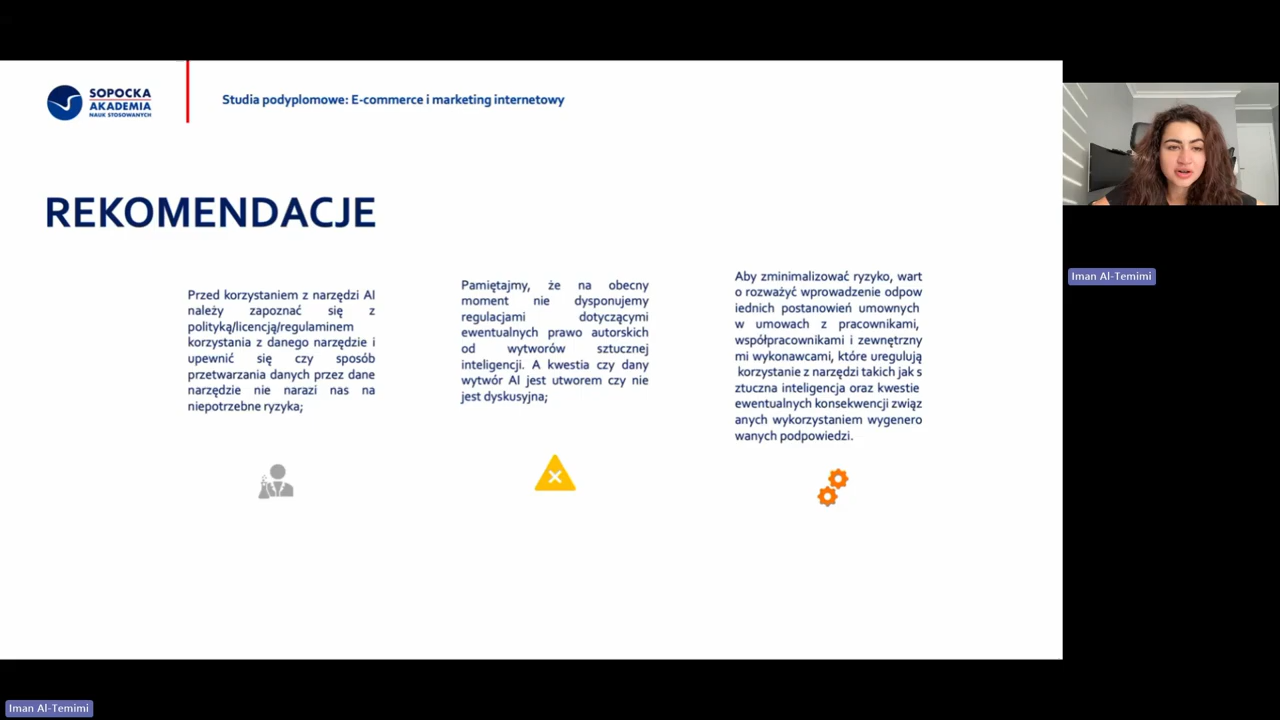 SOPOCKA
AKADEMIA
NAUK STOSOWANYCH
Studia podyplomowe: E-commerce i marketing internetowy
REKOMENDACJE
Przed korzystaniem z narzędzi AI
należy zapoznać się z
polityką/licencją/regulaminem
korzystania z danego narzędzie i
upewnić się czy sposób
przetwarzania danych przez dane
narzędzie nie narazi nas na
niepotrzebne ryzyka;
Pamiętajmy, że na obecny
moment nie dysponujemy
regulacjami dotyczącymi
ewentualnych prawo autorskich
od wytworów sztucznej
inteligencji. A kwestia czy dany
wytwór AI jest utworem czy nie
jest dyskusyjna;
Aby zminimalizować ryzyko, wart
o rozważyć wprowadzenie odpow
iednich postanowień umownych
w umowach z pracownikami,
współpracownikami i zewnętrzny
mi wykonawcami, które uregulują
korzystanie z narzędzi takich jak s
ztuczna inteligencja oraz kwestie
ewentualnych konsekwencji związ
anych wykorzystaniem wygenero
wanych podpowiedzi.
Iman Al-Temimi
Iman Al-Temimi